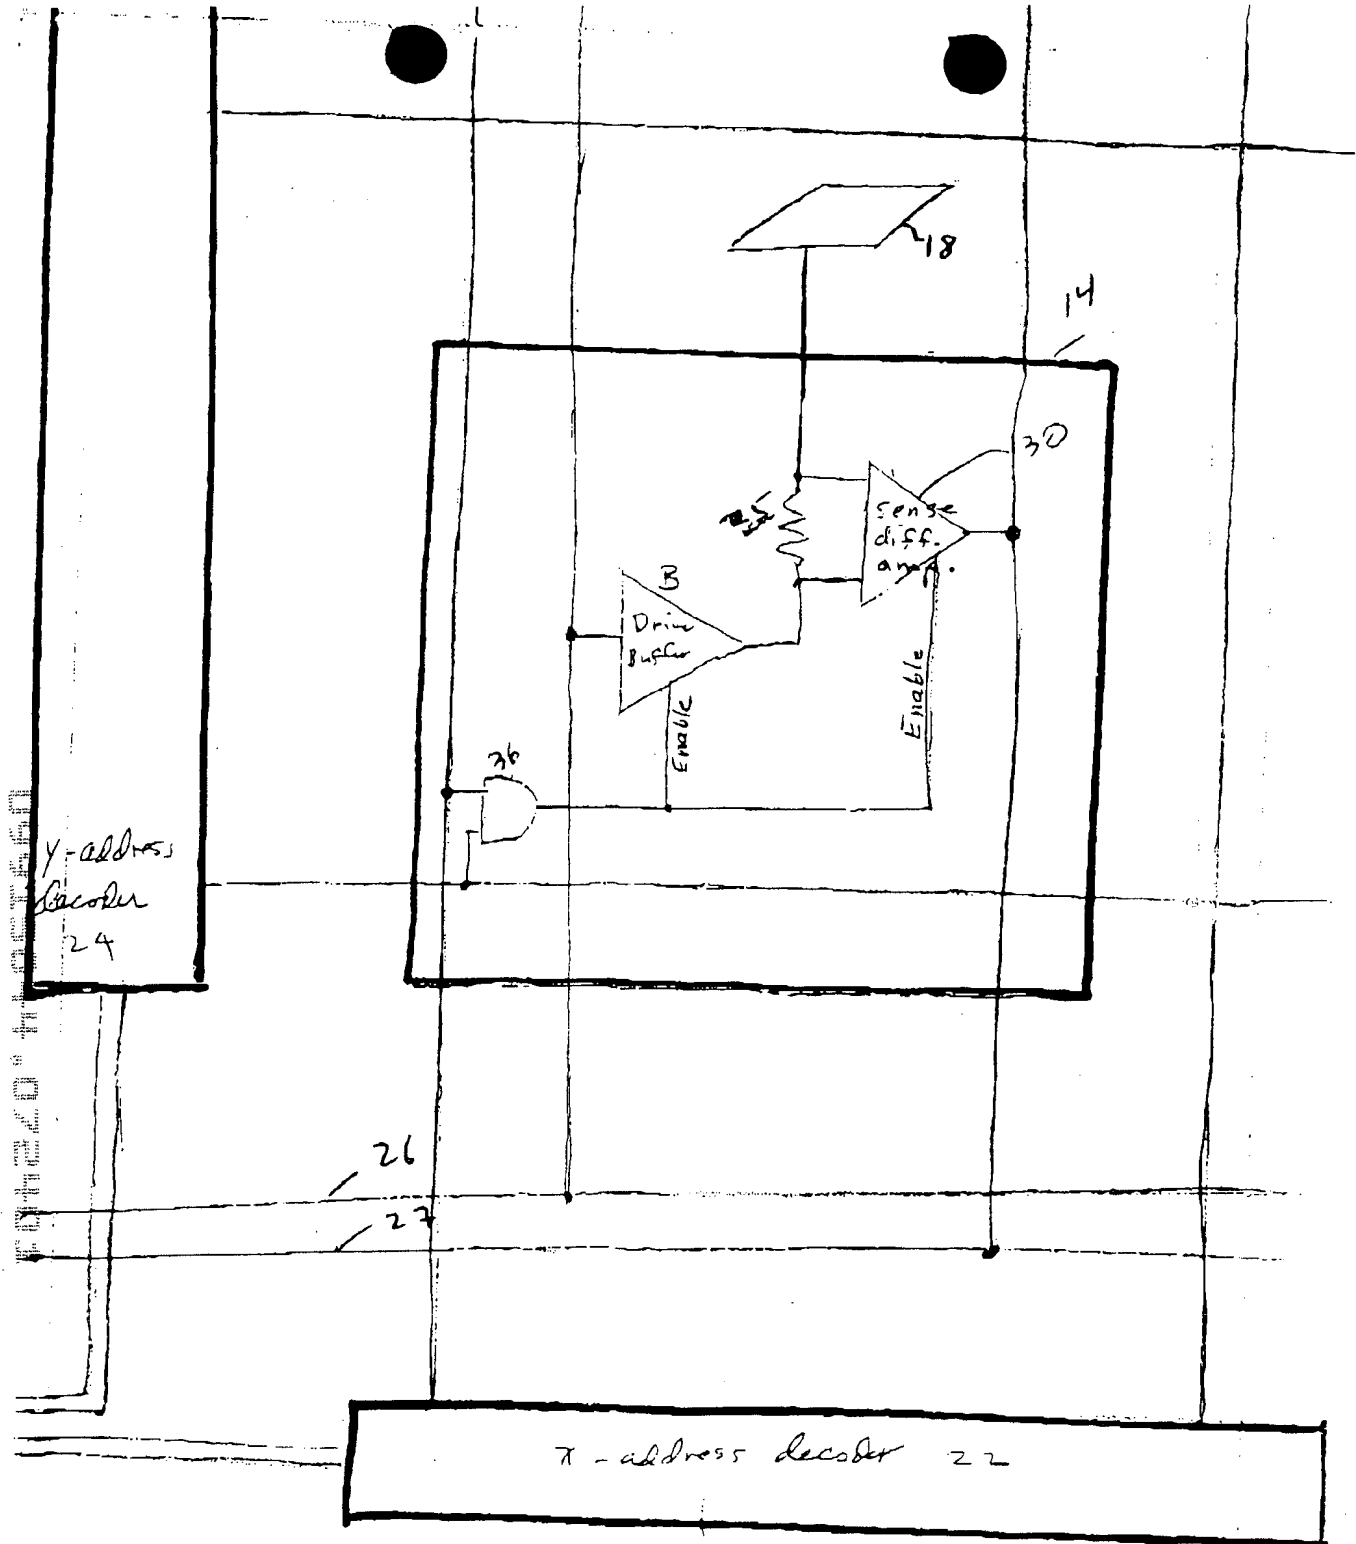 18
14
30
Sense
diff.
amp.
B
Drive
Buffer
Enable
Enable
36
Y-address
decoder
24
26
27
x-address decoder 22